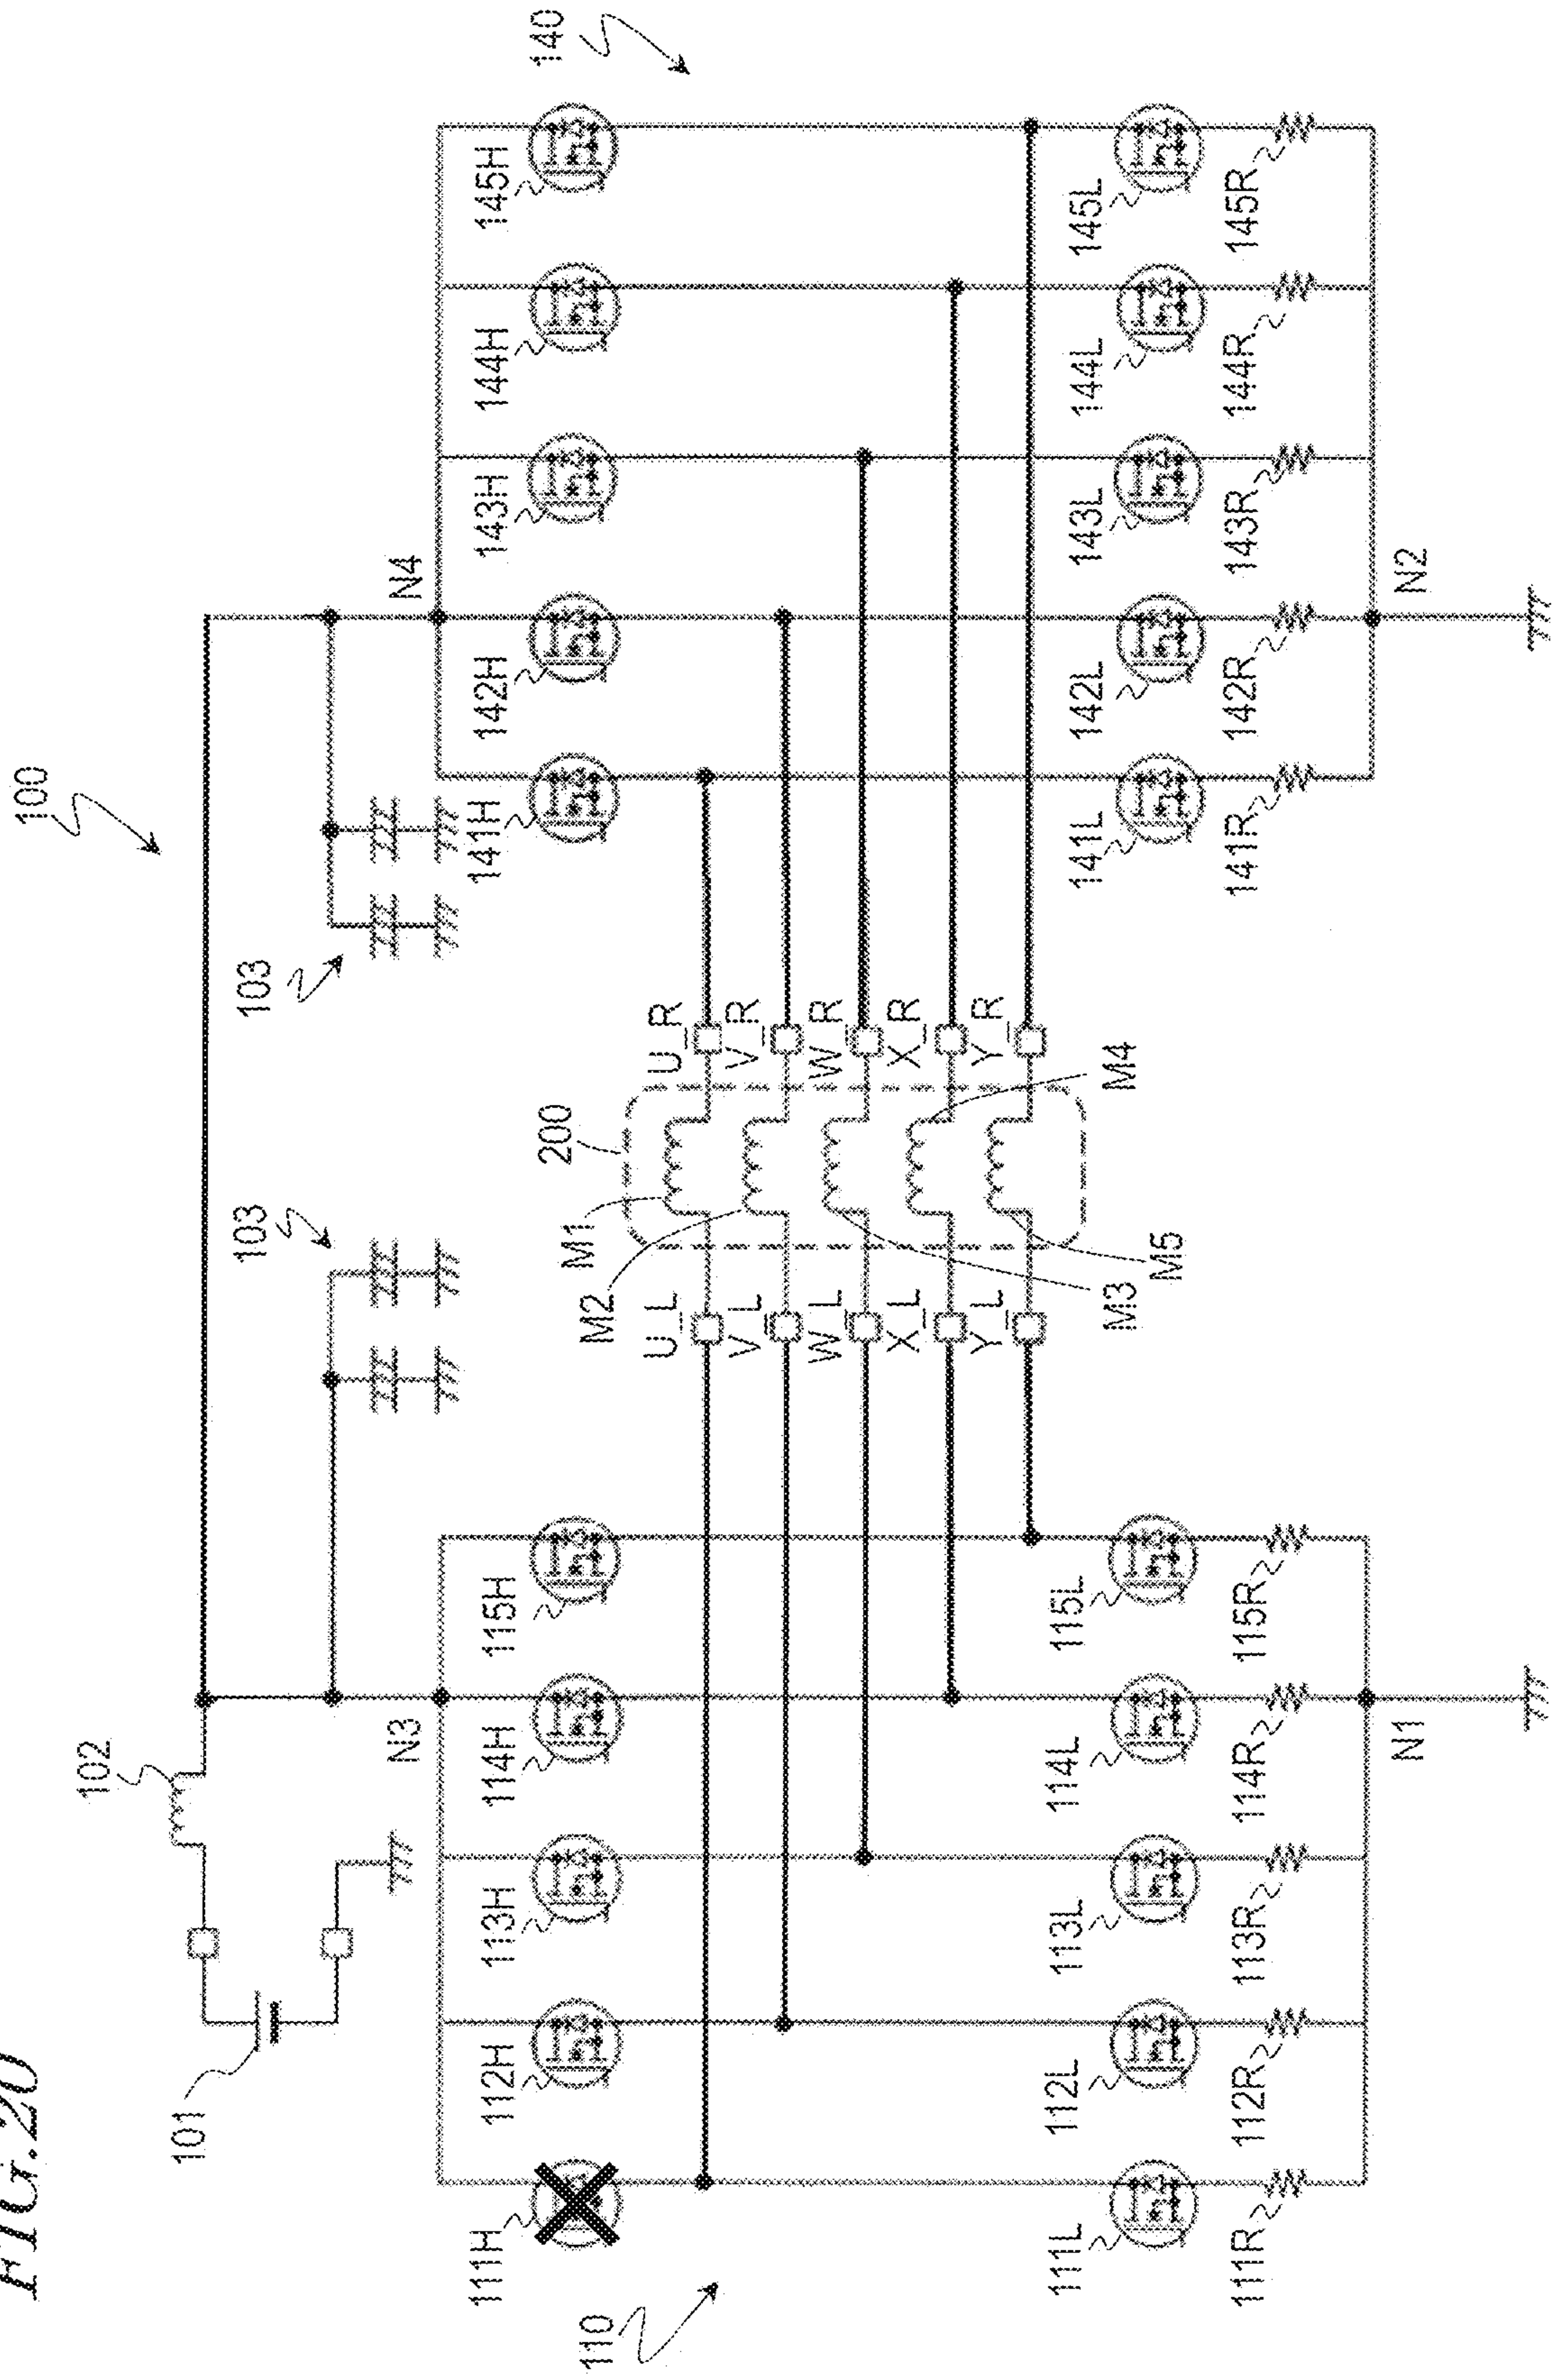 FIG.20
100
101
102
103
103
N3
N4
110
140
111H
112H
113H
114H
115H
141H
142H
143H
144H
145H
200
M1
M2
U_L
V_L
W_L
X_L
Y_L
U_R
V_R
W_R
X_R
Y_R
M3
M5
M4
111L
112L
113L
114L
115L
141L
142L
143L
144L
145L
111R
112R
113R
114R
115R
141R
142R
143R
144R
145R
N1
N2